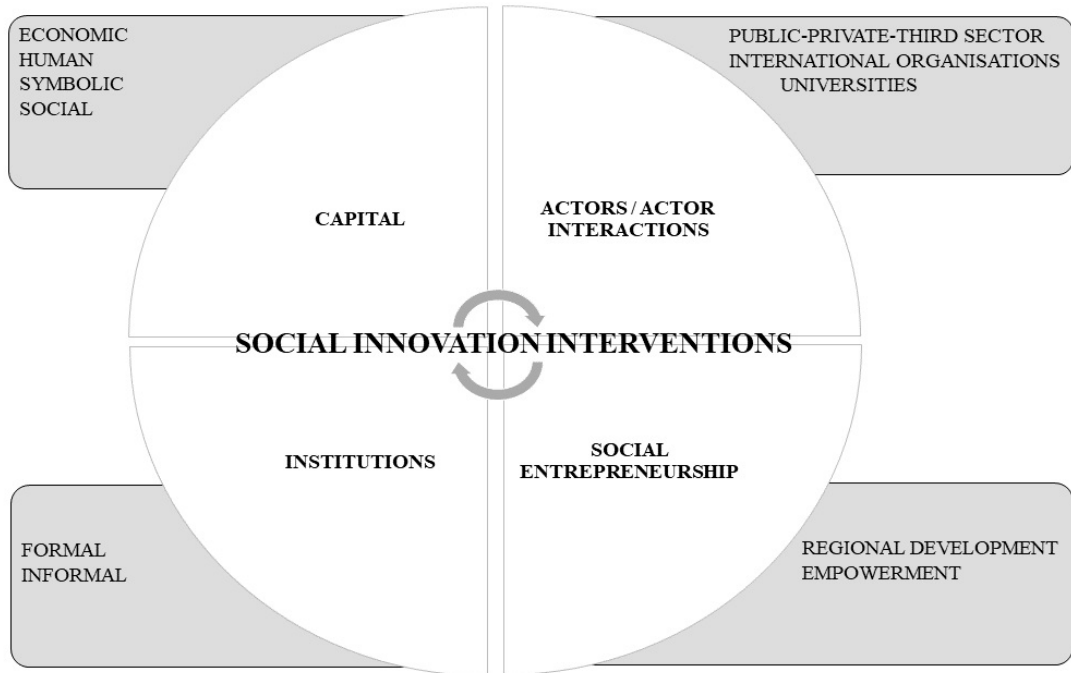 ECONOMIC
HUMAN
SYMBOLIC
SOCIAL
PUBLIC-PRIVATE-THIRD SECTOR
INTERNATIONAL ORGANISATIONS
UNIVERSITIES
CAPITAL
ACTORS / ACTOR
INTERACTIONS
SOCIAL INNOVATION INTERVENTIONS
INSTITUTIONS
SOCIAL
ENTREPRENEURSHIP
FORMAL
INFORMAL
REGIONAL DEVELOPMENT
EMPOWERMENT